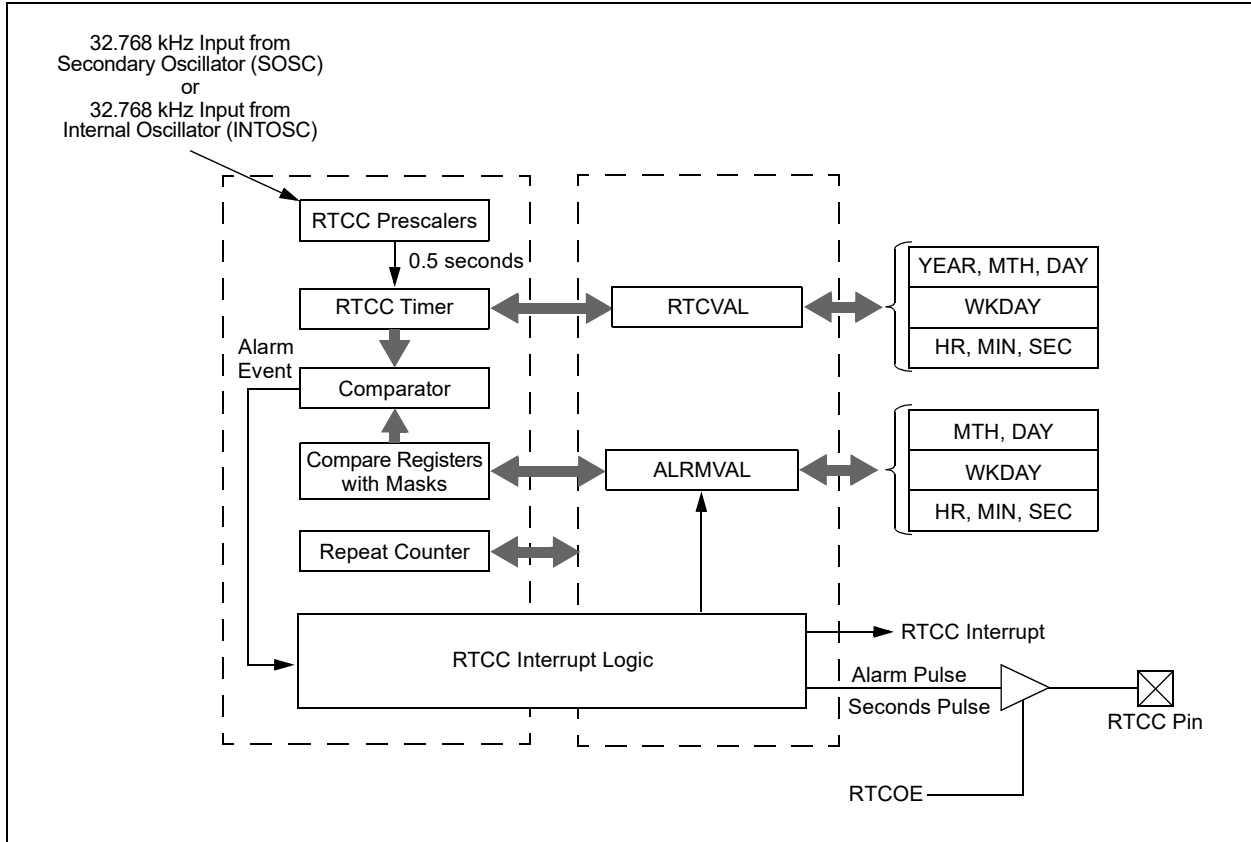 32.768 kHz Input from
Secondary Oscillator (SOSC)
or
32.768 kHz Input from
Internal Oscillator (INTOSC)
RTCC Prescalers
0.5 seconds
RTCC Timer
RTCVAL
YEAR, MTH, DAY
WKDAY
HR, MIN, SEC
Alarm
Event
Comparator
Compare Registers
with Masks
ALRMVAL
MTH, DAY
WKDAY
HR, MIN, SEC
Repeat Counter
RTCC Interrupt Logic
RTCC Interrupt
Alarm Pulse
Seconds Pulse
RTCC Pin
RTCOE